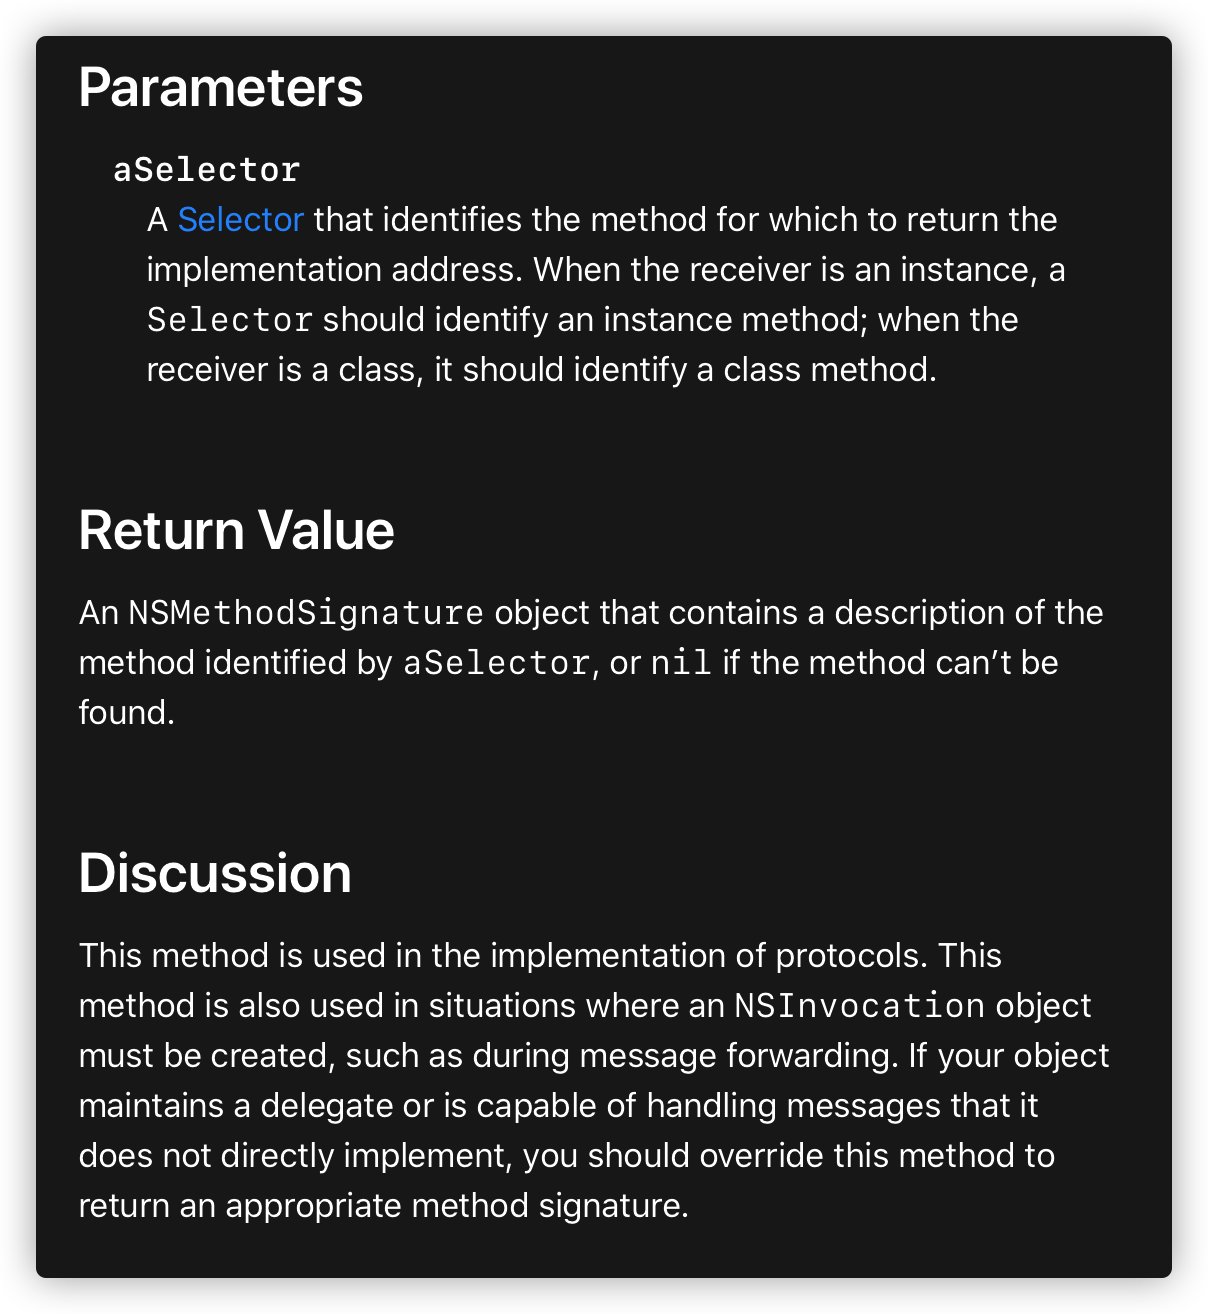 Parameters
aSelector
A Selector that identifies the method for which to return the
implementation address. When the receiver is an instance, a
Selector should identify an instance method; when the
receiver is a class, it should identify a class method.
Return Value
An NSMethodSignature object that contains a description of the
method identified by aSelector, or nil if the method can’t be
found.
Discussion
This method is used in the implementation of protocols. This
method is also used in situations where an NSInvocation object
must be created, such as during message forwarding. If your object
maintains a delegate or is capable of handling messages that it
does not directly implement, you should override this method to
return an appropriate method signature.